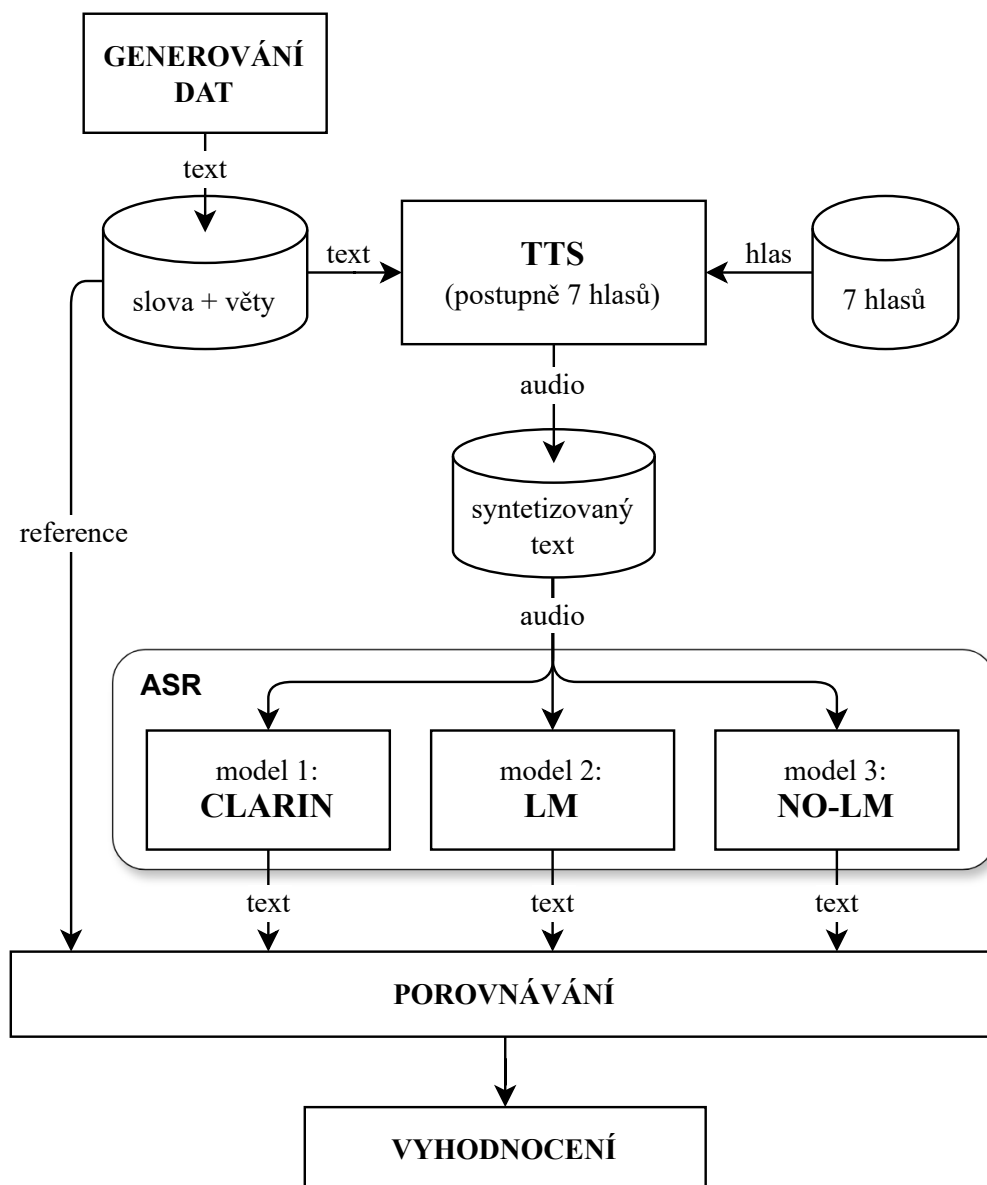 GENEROVÁNÍ
DAT
text
slova + věty
text
TTS
(postupně 7 hlasů)
hlas
7 hlasů
audio
syntetizovaný
text
reference
audio
ASR
model 1:
CLARIN
model 2:
LM
model 3:
NO-LM
text
text
text
POROVNÁVÁNÍ
VYHODNOCENÍ